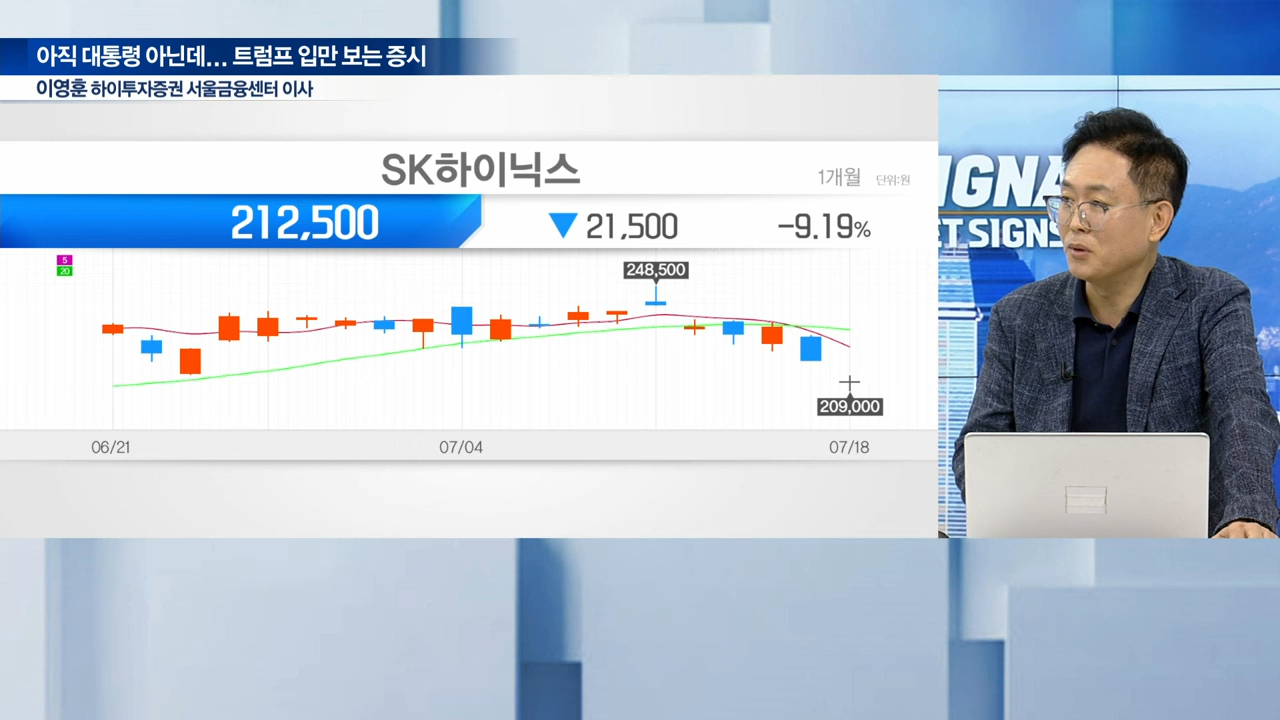 아직 대통령 아닌데... 트럼프 입만 보는 증시
이영훈 하이투자증권 서울금융센터 이사
SK하이닉스
1개월 단위:원
212,500 ▼ 21,500 -9.19%
5
20
248,500
209,000
06/21 07/04 07/18
IGNA
ET SIGNS